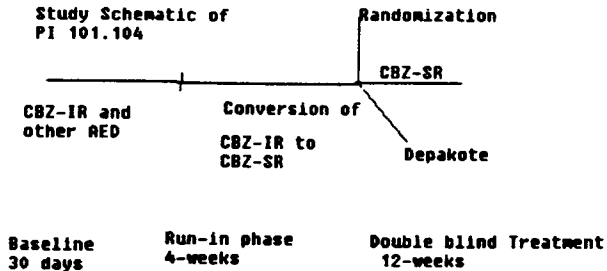 Study Schematic of
PI 101.104
Randomization
CBZ-SR
CBZ-IR and
other AED
Conversion of
CBZ-IR to
CBZ-SR
Depakote
Baseline
30 days
Run-in phase
4-weeks
Double blind Treatment
12-weeks